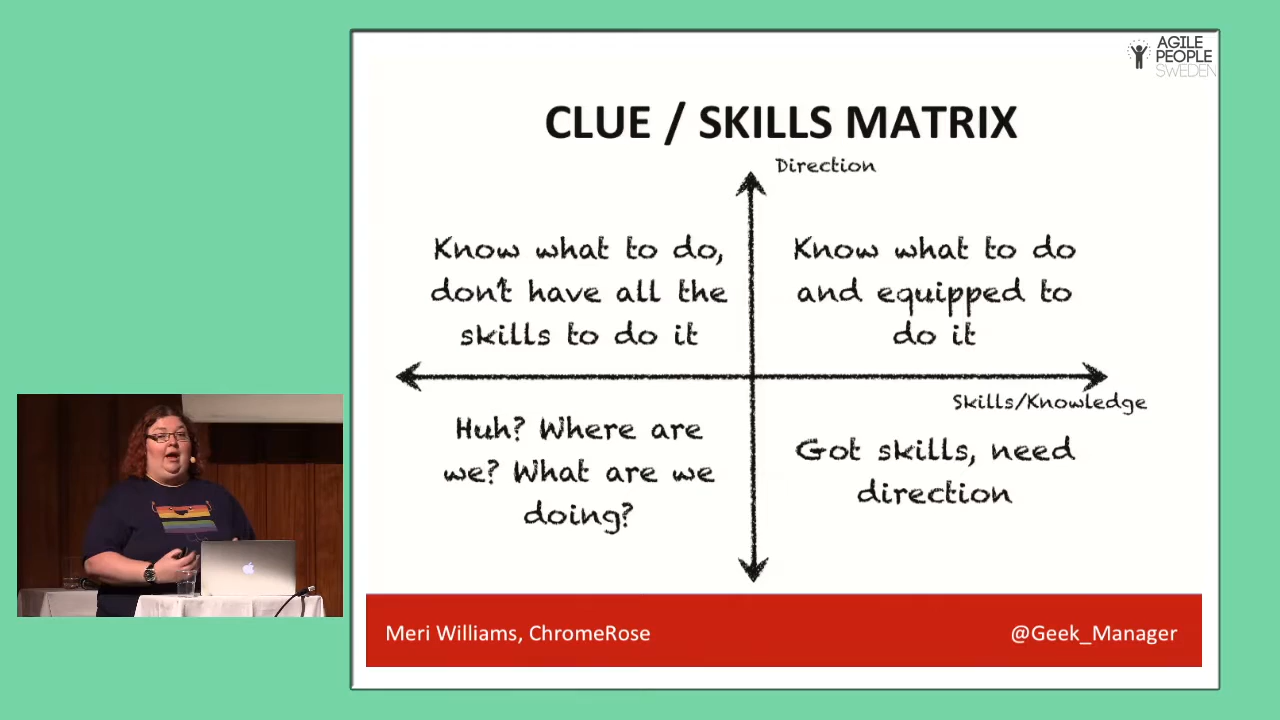 AGILE
PEOPLE
SWEDEN
CLUE / SKILLS MATRIX
Direction
Know what to do,
don't have all the
skills to do it
Know what to do
and equipped to
do it
Skills/Knowledge
Huh? Where are
we? What are we
doing?
Got skills, need
direction
Meri Williams, ChromeRose
@Geek_Manager